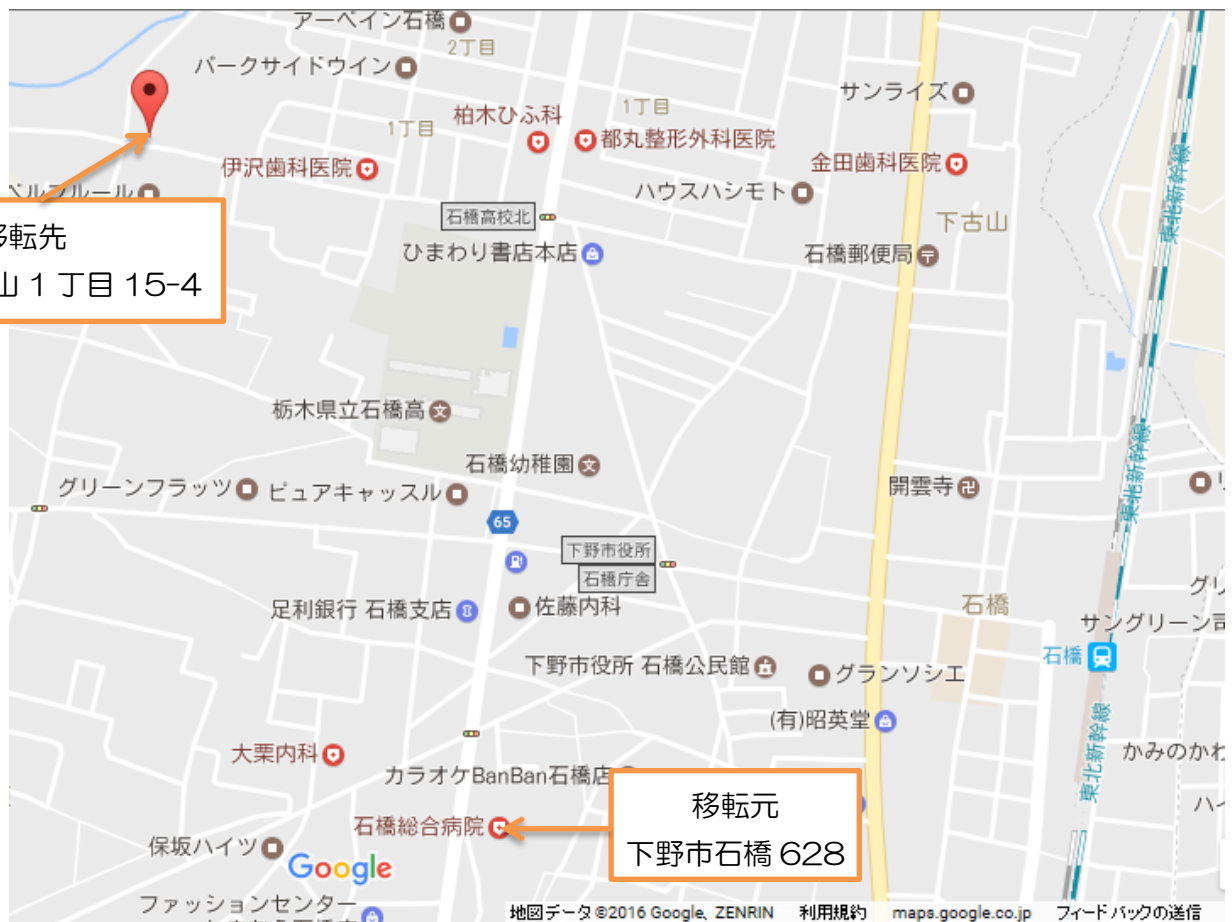 アーベイン石橋
2丁目
パークサイドウイン
サンライズ
1丁目
柏木ひふ科
1丁目
都丸整形外科医院
伊沢歯科医院
金田歯科医院
ベルフルール
ハウスハシモト
東北新幹線
石橋高校北
下古山
移転先
山1丁目15-4
ひまわり書店本店
石橋郵便局
栃木県立石橋高
石橋幼稚園
東北新幹線
グリーンフラッツ
ピュアキャッスル
開雲寺
65
下野市役所
石橋庁舎
足利銀行 石橋支店
佐藤内科
石橋
サングリーン司
石橋
下野市役所 石橋公民館
グランソシエ
(有)昭英堂
東北新幹線
大栗内科
カラオケBanBan石橋店
かみのかわ
移転元
下野市石橋628
石橋総合病院
保坂ハイツ
Google
ファッションセンター
地図データ ©2016 Google、ZENRIN 利用規約 maps.google.co.jp フィードバックの送信